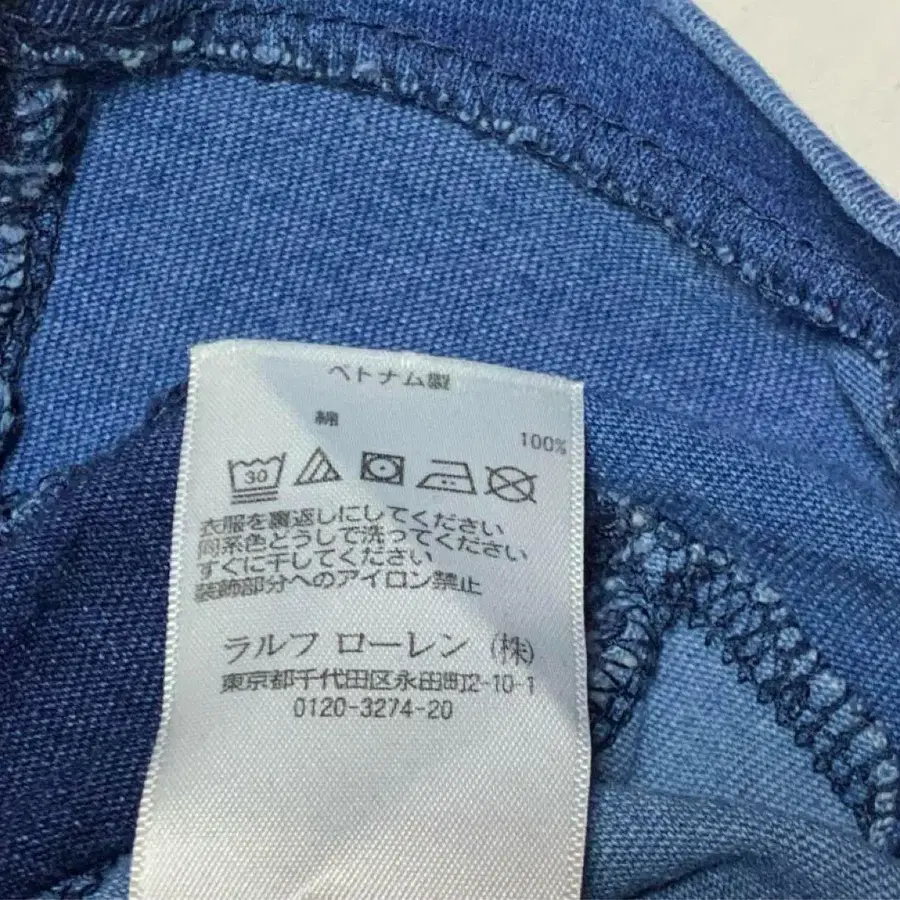 ベトナム製
綿
100%
30
衣服を裏返しにしてください
同系色どうしで洗ってください
すぐに干してください
装飾部分へのアイロン禁止
ラルフ ローレン (株)
東京都千代田区永田町2-10-1
0120-3274-20